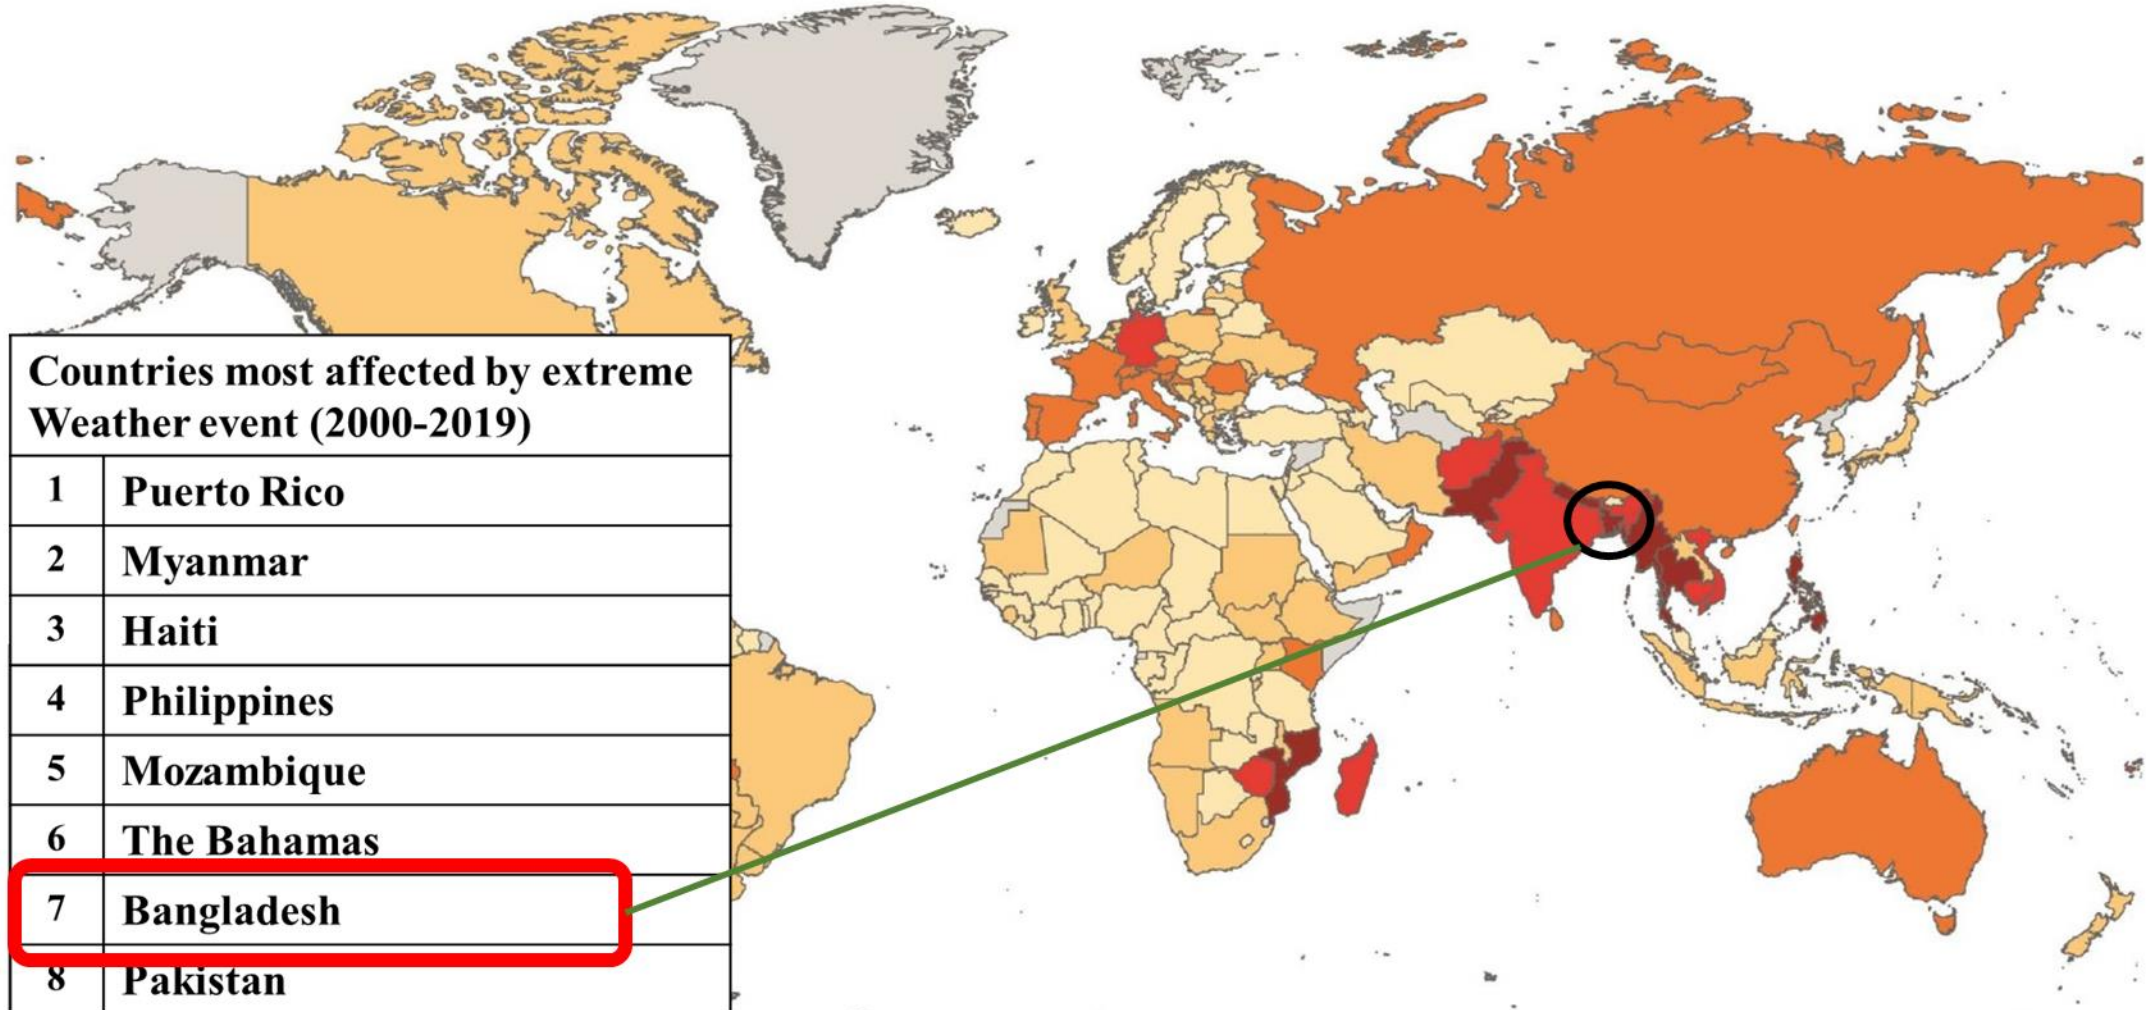 Countries most affected by extreme
Weather event (2000-2019)
1 Puerto Rico
2 Myanmar
3 Haiti
4 Philippines
5 Mozambique
6 The Bahamas
7 Bangladesh
8 Pakistan